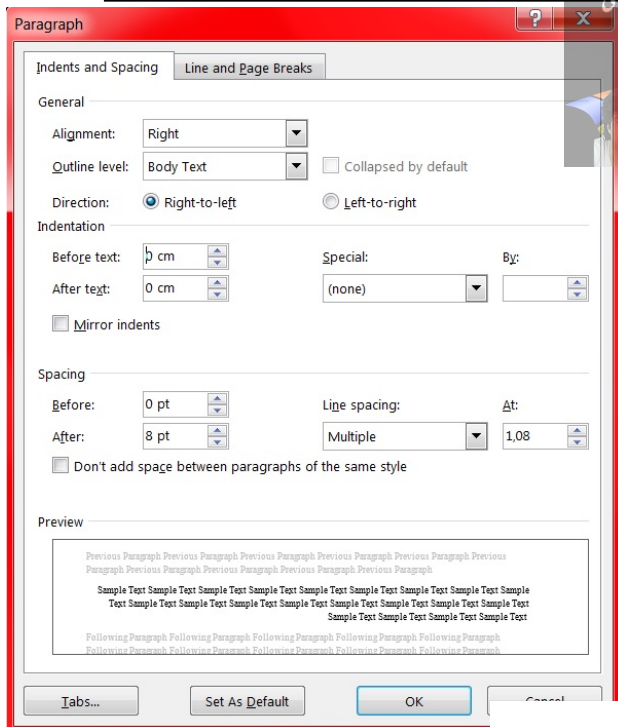 Paragraph
Indents and Spacing Line and Page Breaks
General
Alignment: Right
Outline level: Body Text Collapsed by default
Direction: Right-to-left Left-to-right
Indentation
Before text: 0 cm Special: By:
After text: 0 cm (none)
Mirror indents
Spacing
Before: 0 pt Line spacing: At:
After: 8 pt Multiple 1,08
Don't add space between paragraphs of the same style
Preview
Previous Paragraph Previous Paragraph Previous Paragraph Previous Paragraph Previous Paragraph Previous
Paragraph Previous Paragraph Previous Paragraph Previous Paragraph Previous Paragraph
Sample Text Sample Text Sample Text Sample Text Sample Text Sample Text Sample Text Sample Text Sample
Text Sample Text Sample Text Sample Text Sample Text Sample Text Sample Text Sample Text Sample Text
Sample Text Sample Text Sample Text Sample Text
Following Paragraph Following Paragraph Following Paragraph Following Paragraph Following Paragraph
Following Paragraph Following Paragraph Following Paragraph Following Paragraph Following Paragraph
Tabs... Set As Default OK Cancel